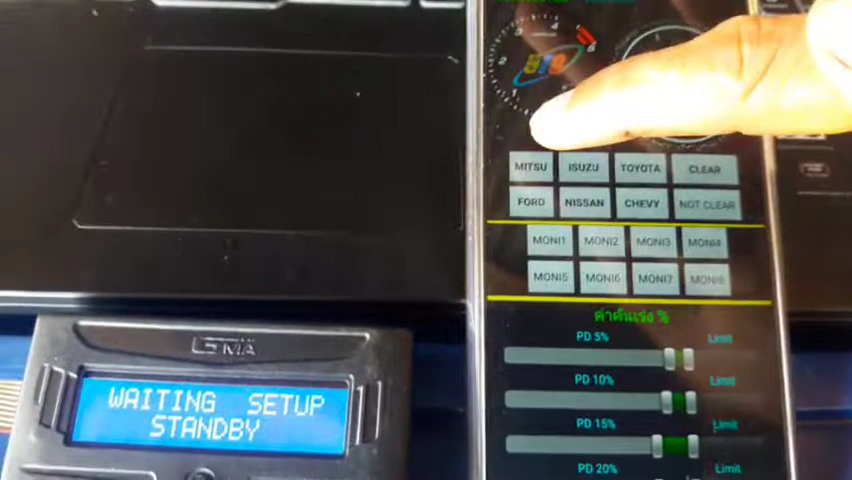 MITSU ISUZU TOYOTA CLEAR
FORD NISSAN CHEVY NOT CLEAR
MONI1 MONI2 MONI3 MONI4
MONI5 MONI6 MONI7 MONI8
ค่าคันเร่ง %
PD 5% Limit
PD 10% Limit
PD 15% Limit
PD 20% Limit
WAITING SETUP
STANDBY